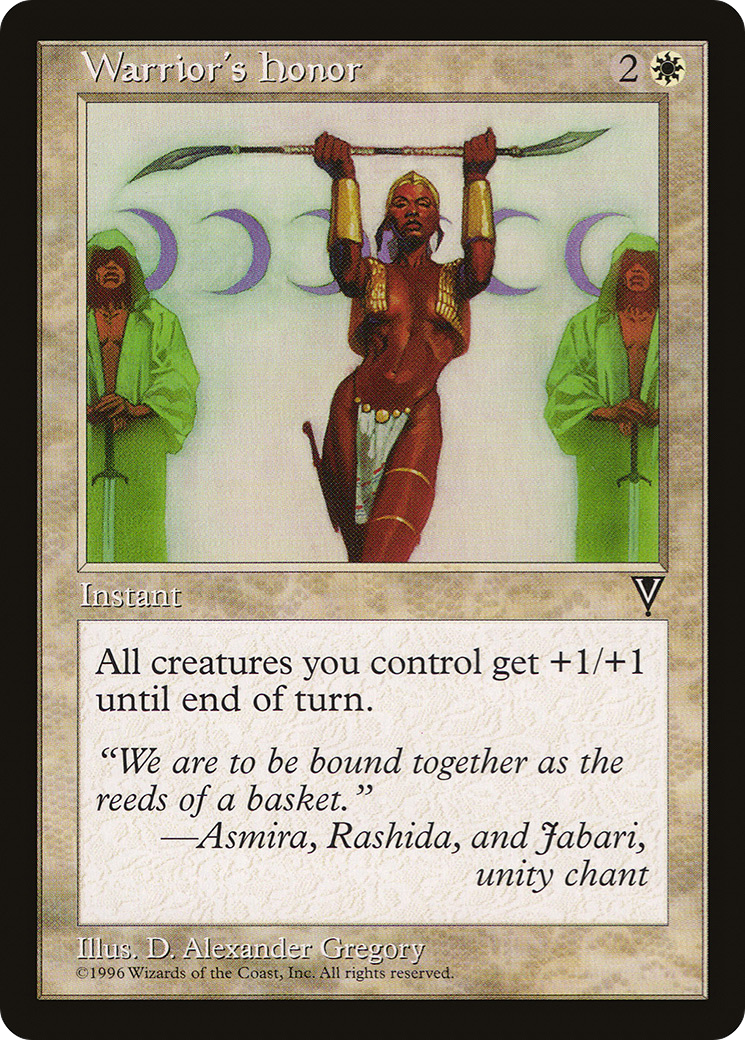 Warrior's Honor 2
Instant
All creatures you control get +1/+1
until end of turn.
“We are to be bound together as the
reeds of a basket.”
—Asmira, Rashida, and Jabari,
unity chant
Illus. D. Alexander Gregory
©1996 Wizards of the Coast, Inc. All rights reserved.